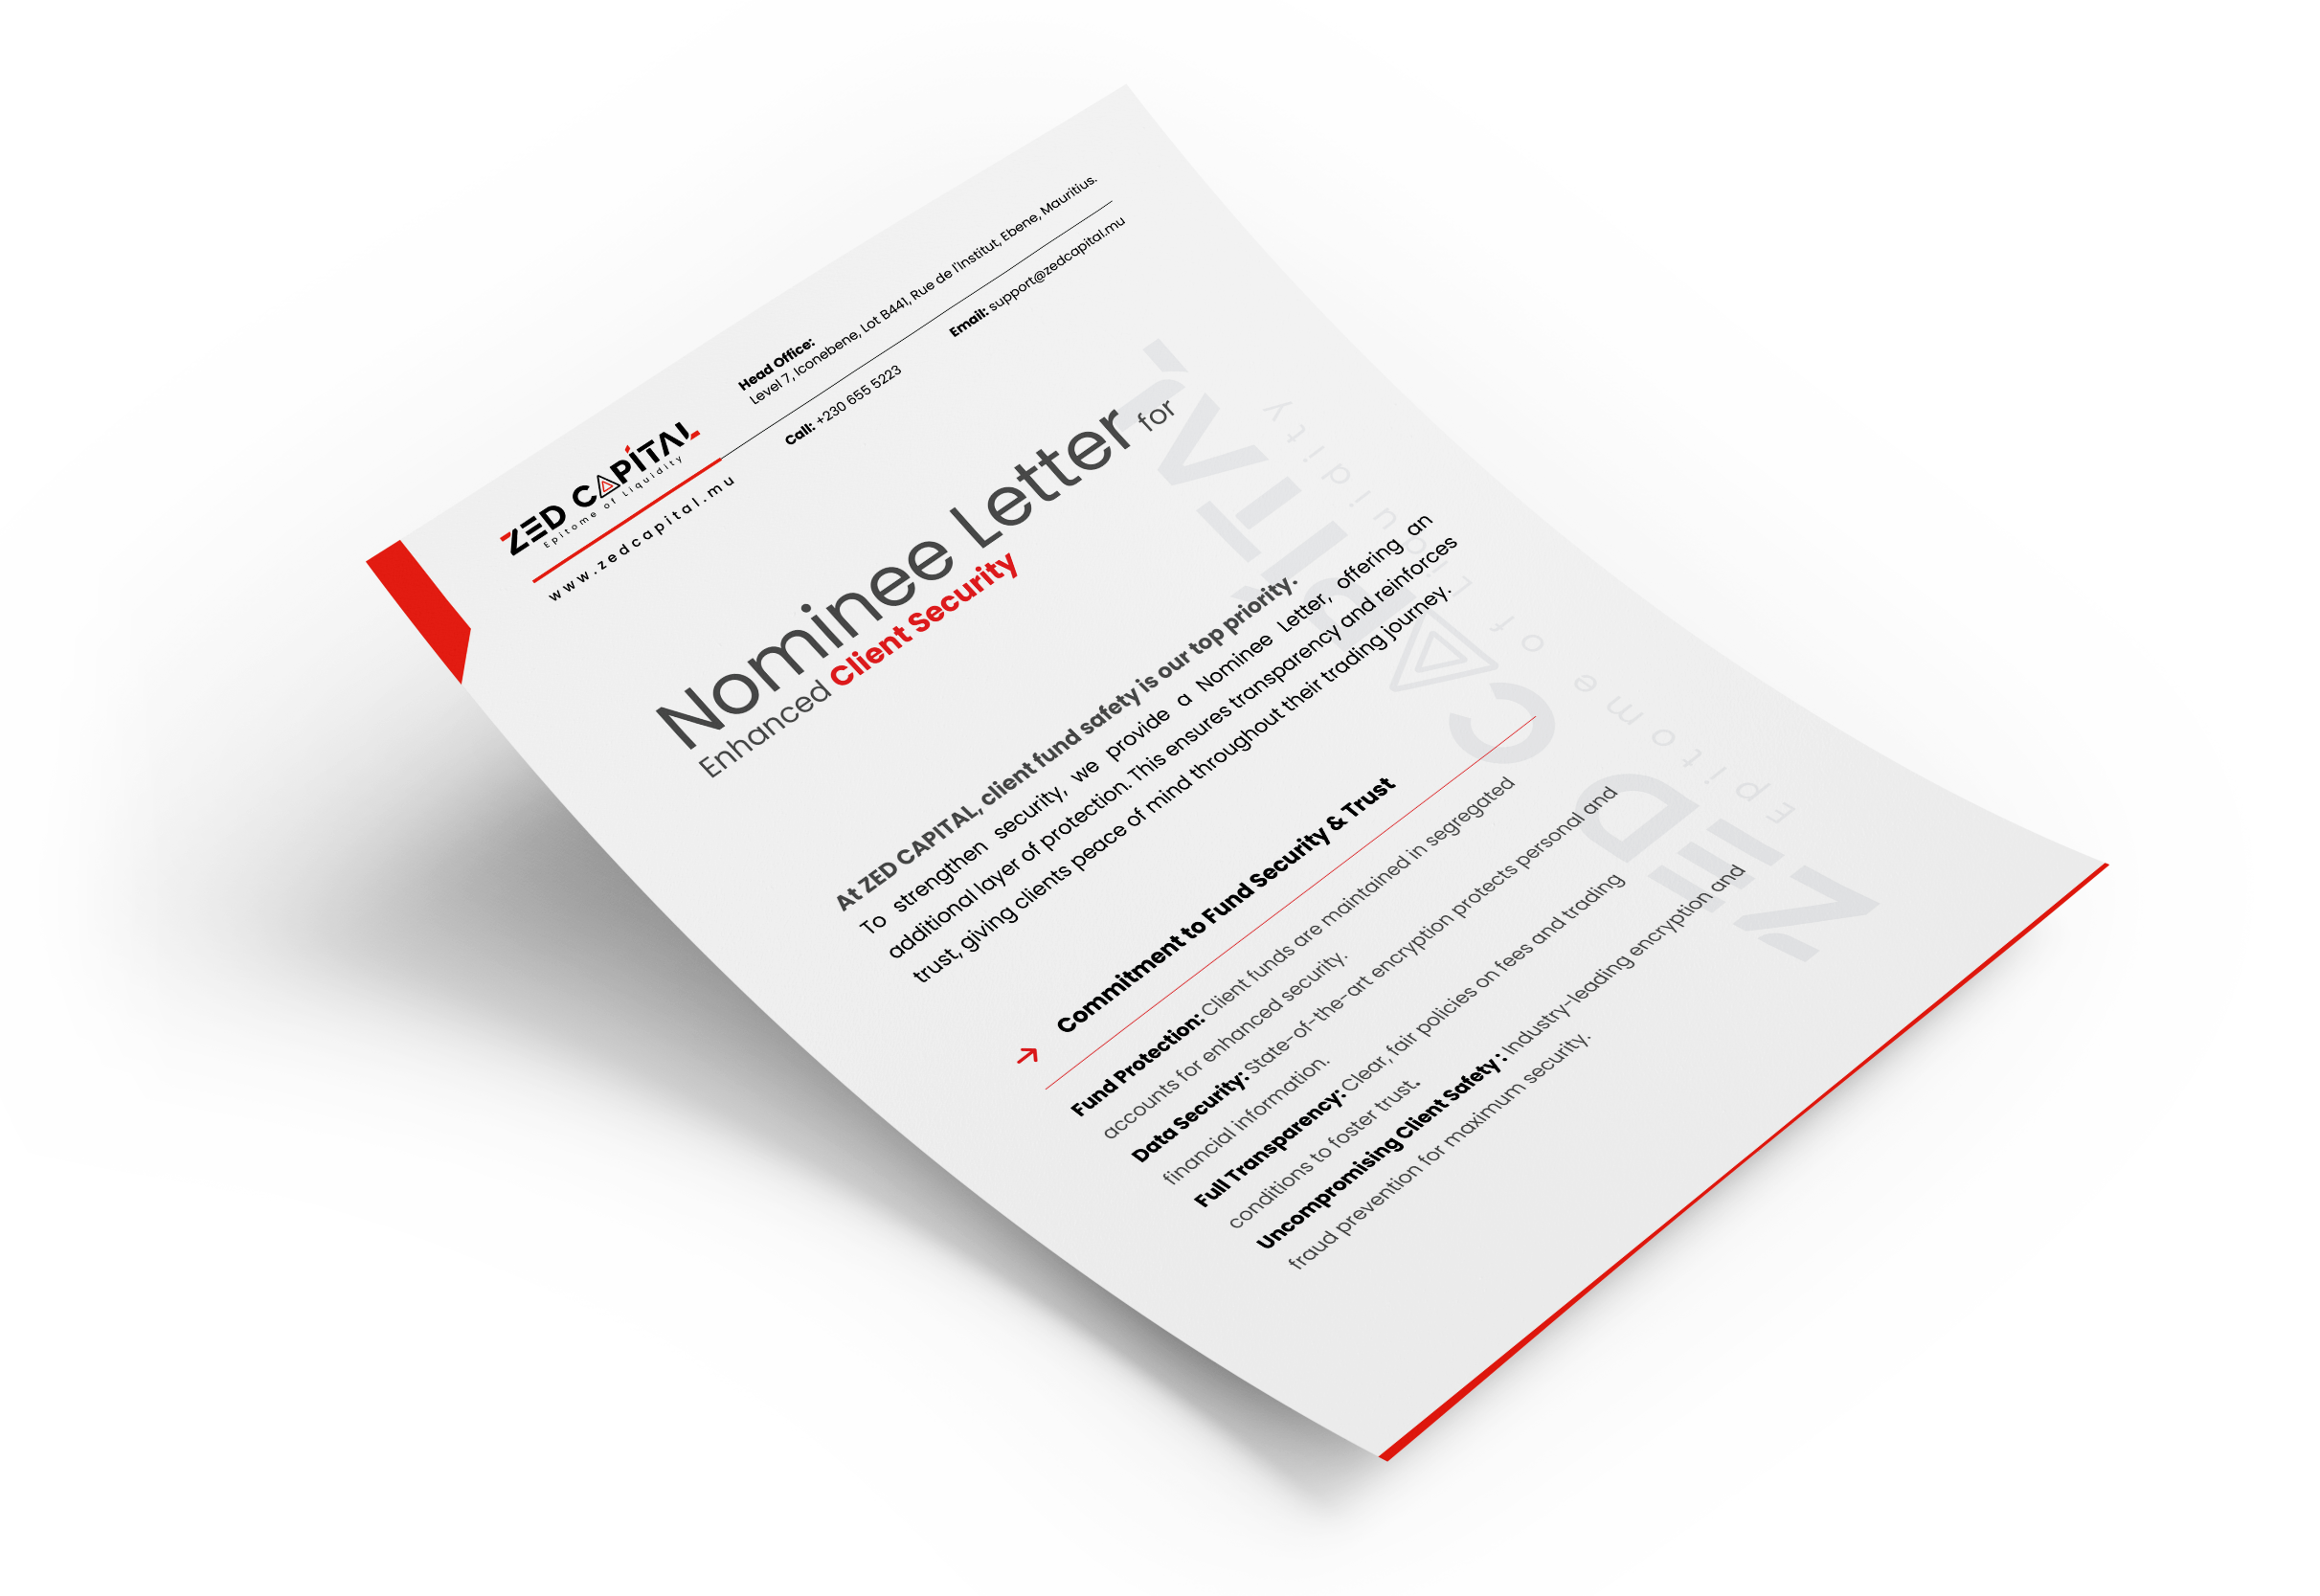 ZED CAPITAL
Epitome of Liquidity
www.zedcapital.mu
Head Office:
Level 7, Iconebene, Lot B441, Rue de l'Institut, Ebene, Mauritius.
Call: +230 655 5223
Email: support@zedcapital.mu
Nominee Letter for
Enhanced Client Security
At ZED CAPITAL, client fund safety is our top priority.
To strengthen security, we provide a Nominee Letter, offering an
additional layer of protection. This ensures transparency and reinforces
trust, giving clients peace of mind throughout their trading journey.
Commitment to Fund Security & Trust
Fund Protection: Client funds are maintained in segregated
accounts for enhanced security.
Data Security: State-of-the-art encryption protects personal and
financial information.
Full Transparency: Clear, fair policies on fees and trading
conditions to foster trust.
Uncompromising Client Safety : Industry-leading encryption and
fraud prevention for maximum security.
ZED CAPITAL
Epitome of Liquidity